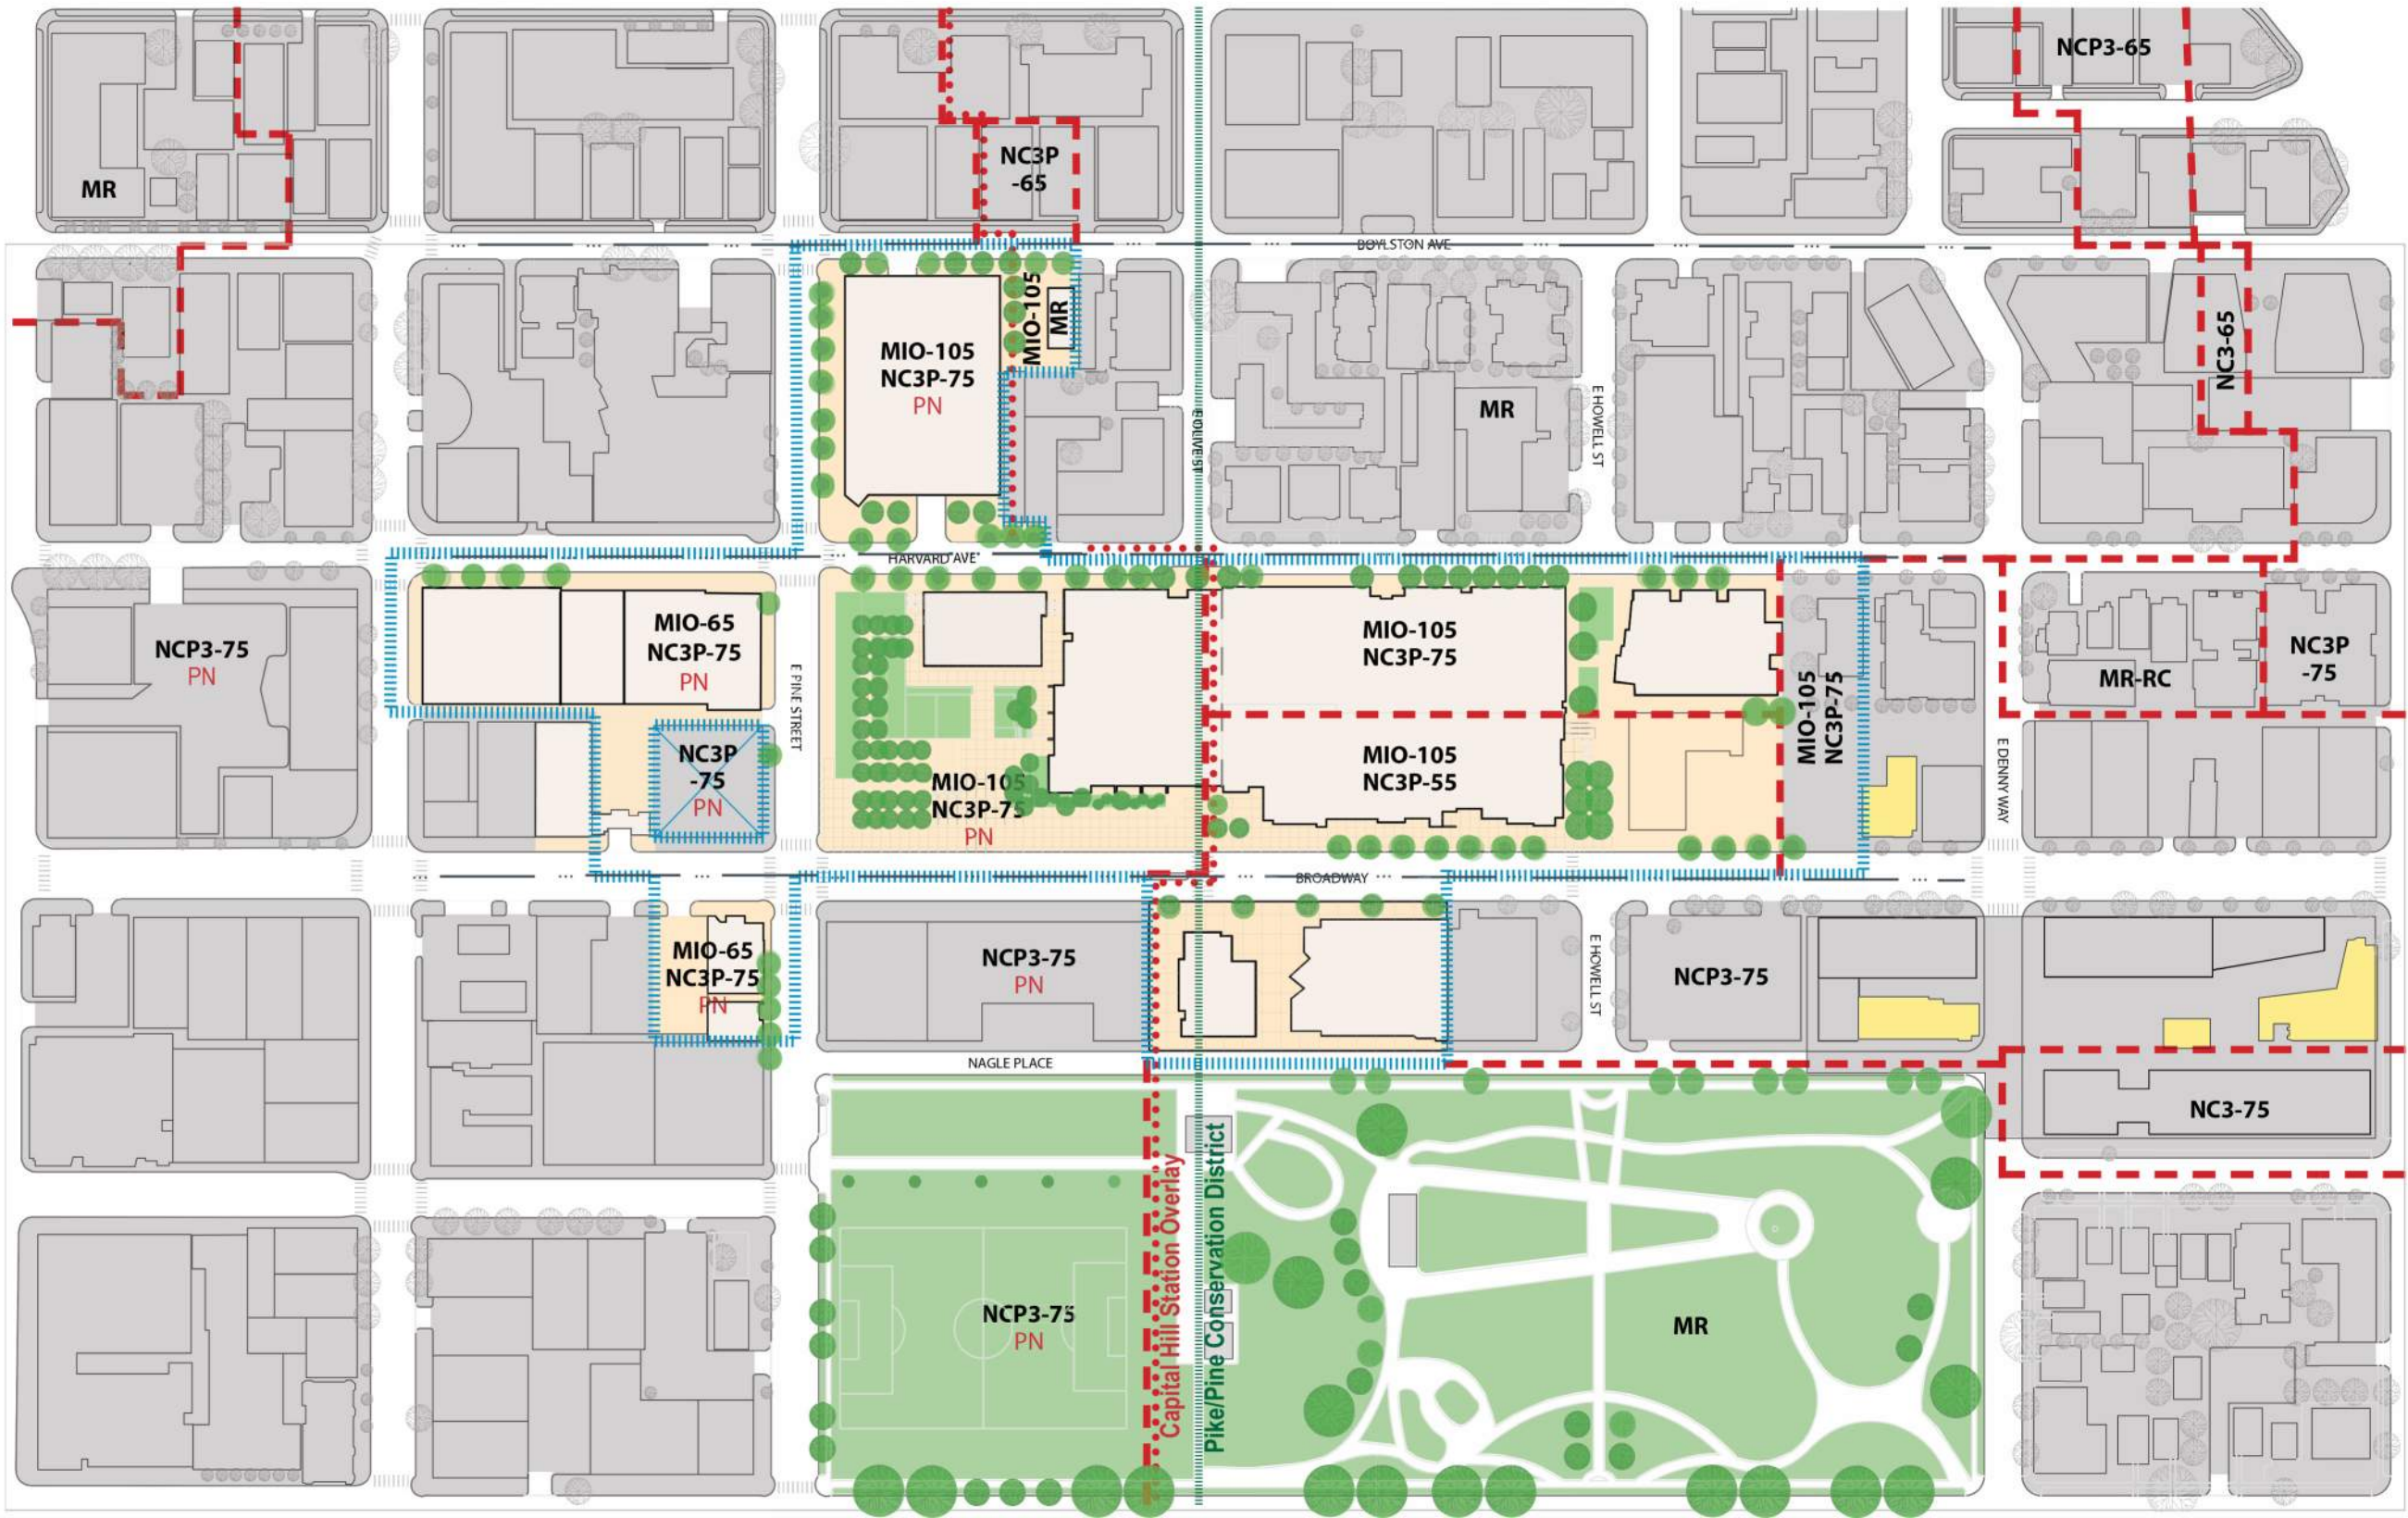 NCP3-65
NC3P
-65
MR
BOYLSTON AVE
MIO-105
MR
MIO-105
NC3P-75
PN
NC3-65
MR
E HOWELL ST
E OLIVE ST
HARVARD AVE
NCP3-75
PN
MIO-65
NC3P-75
PN
E PINE STREET
MIO-105
NC3P-75
MIO-105
NC3P-75
MR-RC
NC3P
-75
NC3P
-75
PN
MIO-105
NC3P-75
PN
MIO-105
NC3P-55
E DENNY WAY
BROADWAY
MIO-65
NC3P-75
PN
NCP3-75
PN
E HOWELL ST
NCP3-75
NAGLE PLACE
NC3-75
Capital Hill Station Overlay
Pike/Pine Conservation District
NCP3-75
PN
MR